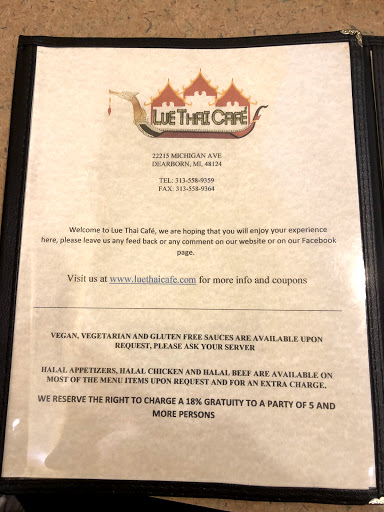 LUE THAI CAFÉ
22215 MICHIGAN AVE
DEARBORN, MI, 48124
TEL: 313-558-9359
FAX: 313-558-9364
Welcome to Lue Thai Café, we are hoping that you will enjoy your experience
here, please leave us any feed back or any comment on our website or on our Facebook
page.
Visit us at www.luethaicafe.com for more info and coupons
VEGAN, VEGETARIAN AND GLUTEN FREE SAUCES ARE AVAILABLE UPON
REQUEST, PLEASE ASK YOUR SERVER
HALAL APPETIZERS, HALAL CHICKEN AND HALAL BEEF ARE AVAILABLE ON
MOST OF THE MENU ITEMS UPON REQUEST AND FOR AN EXTRA CHARGE.
WE RESERVE THE RIGHT TO CHARGE A 18% GRATUITY TO A PARTY OF 5 AND
MORE PERSONS